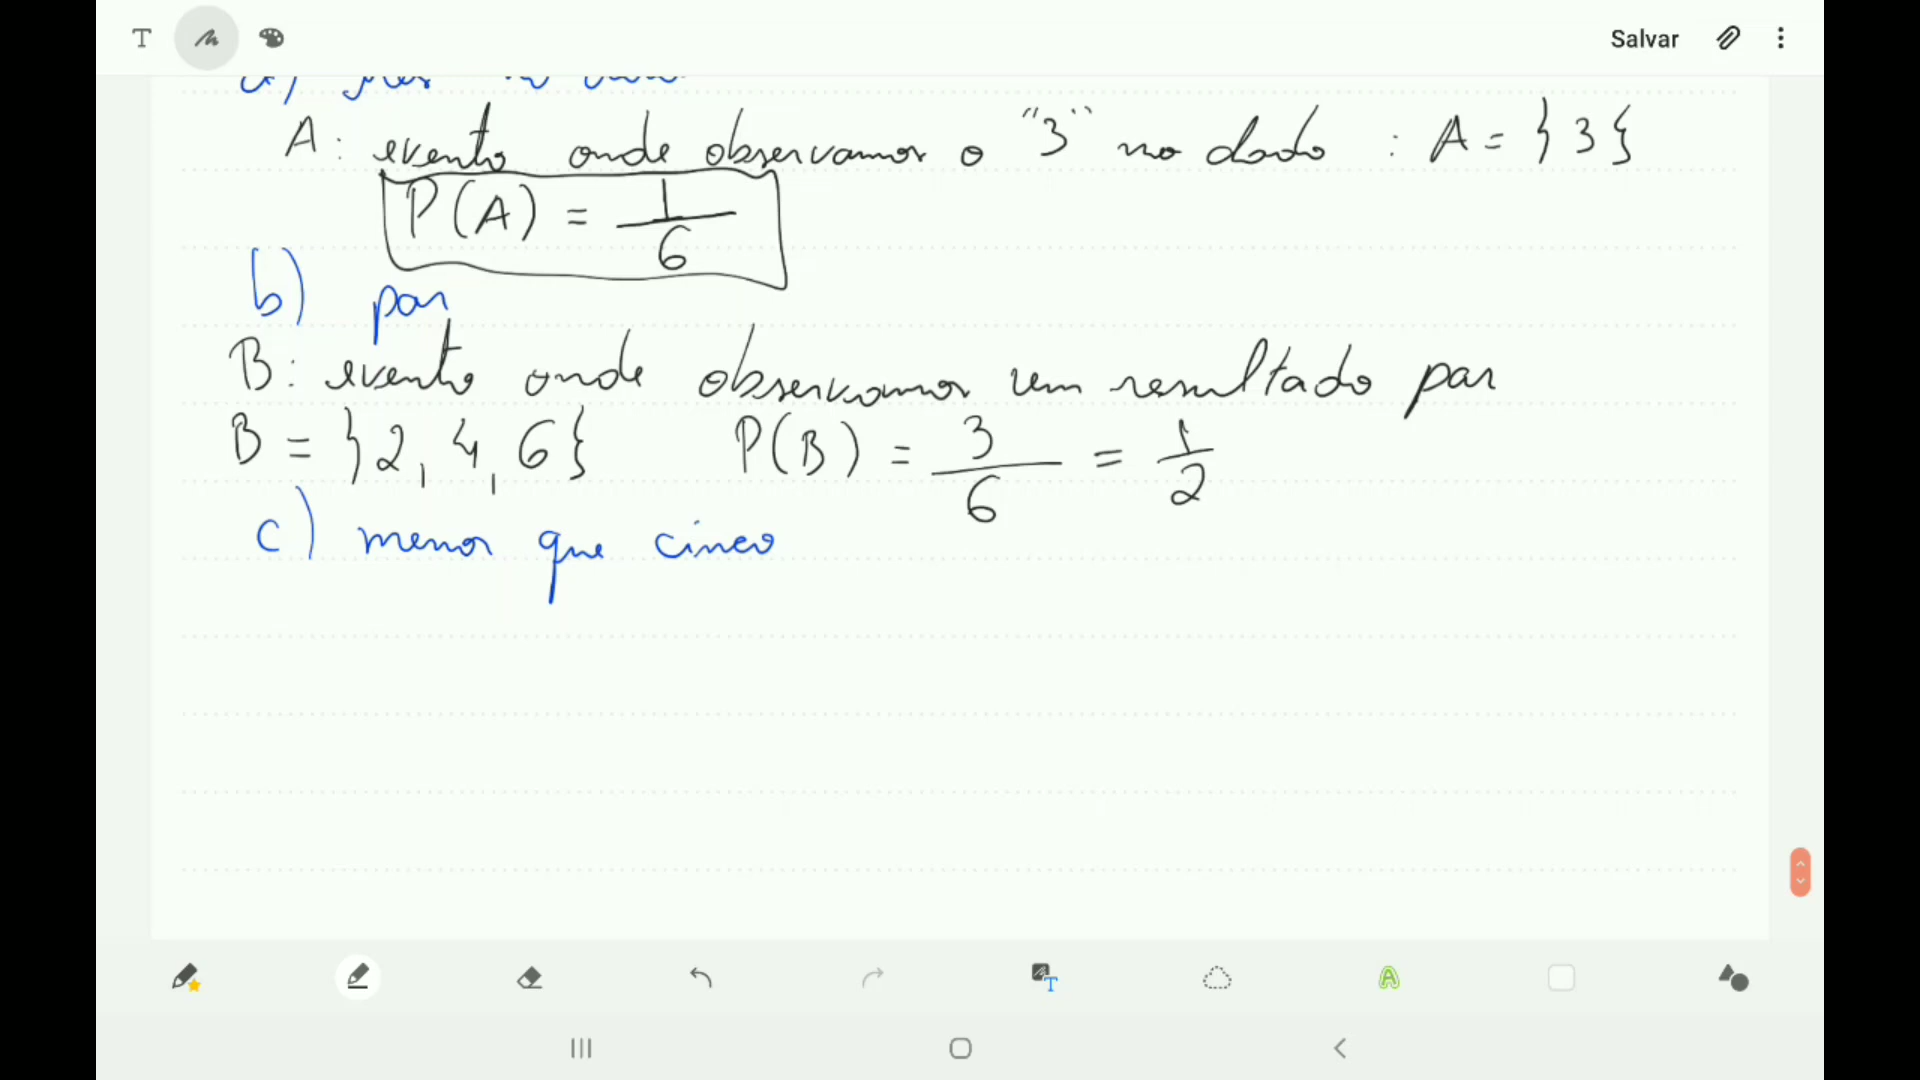 T Salvar
A: evento onde observamos o "3" no dado : A = {3}
P(A) = 1/6
b) par
B: evento onde observamos um resultado par
B = {2, 4, 6} P(B) = 3/6 = 1/2
c) menor que cinco